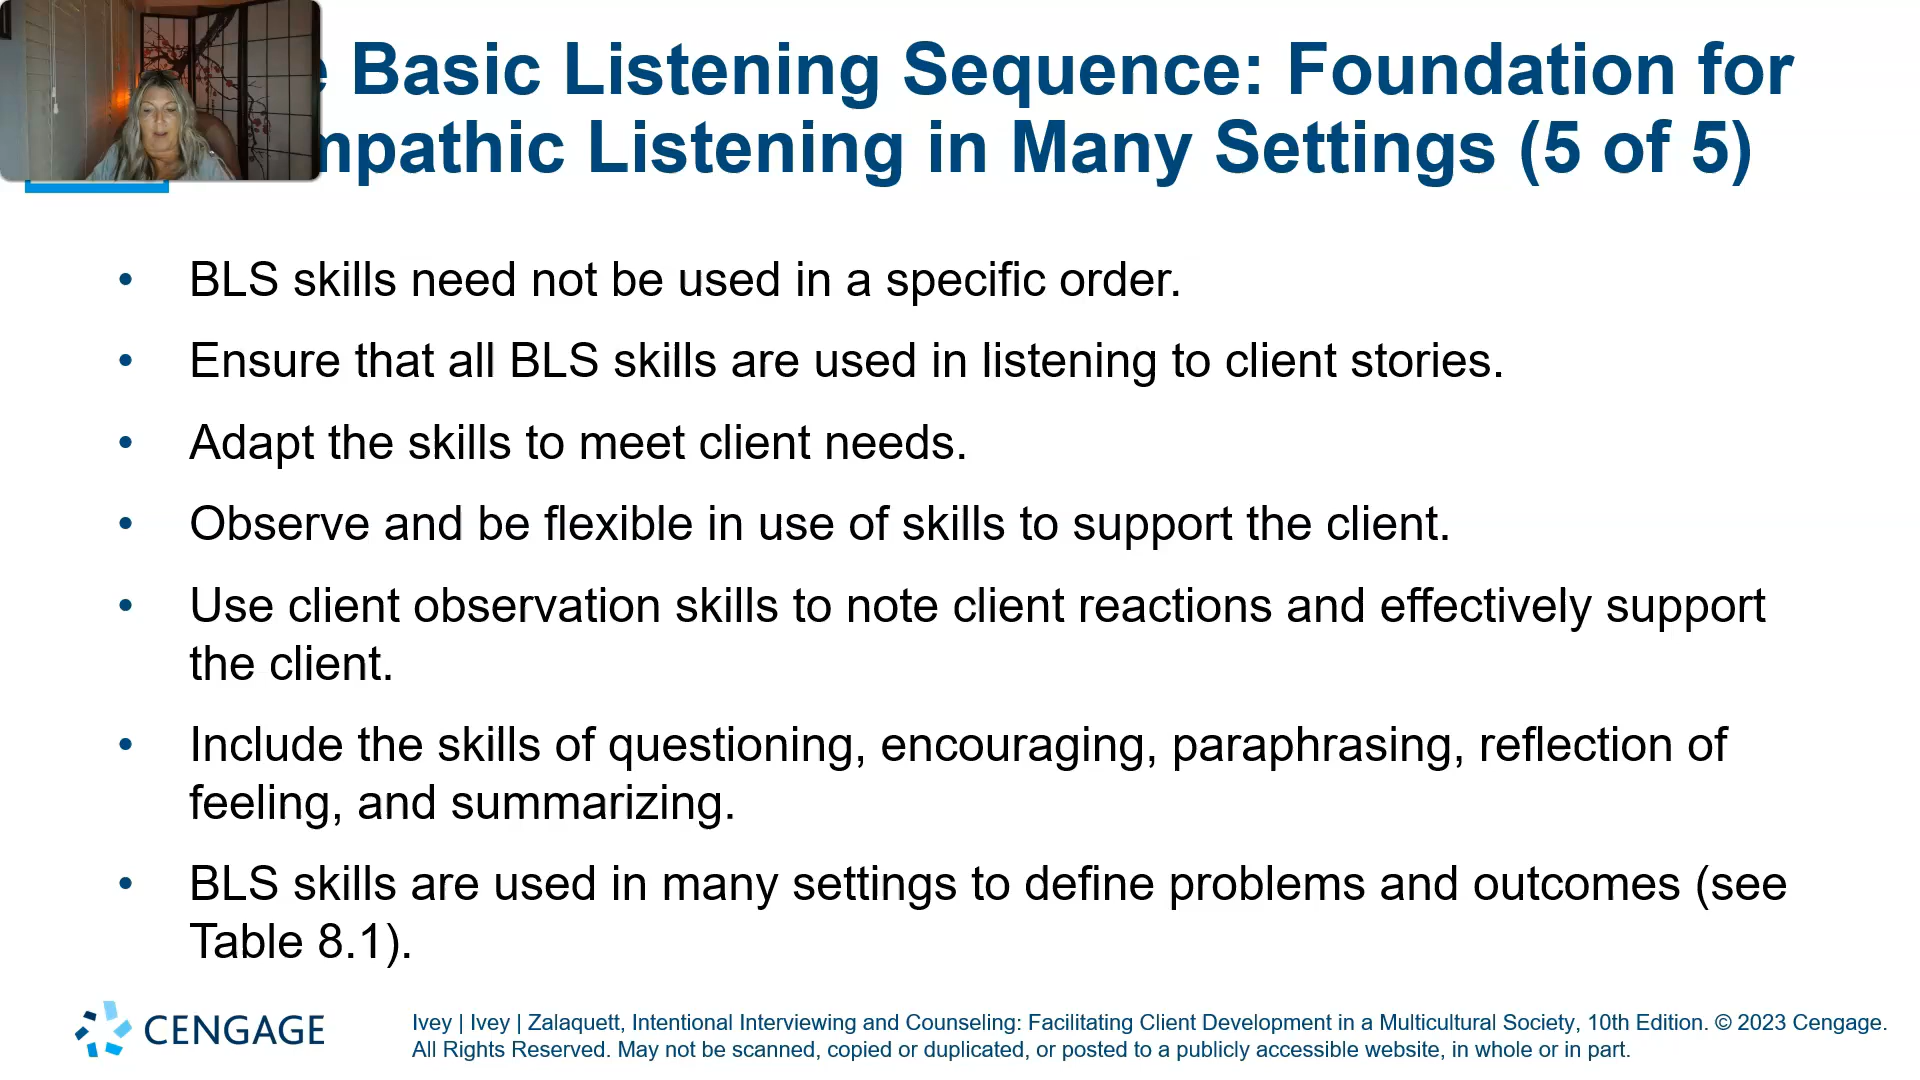 Basic Listening Sequence: Foundation for
mpathic Listening in Many Settings (5 of 5)
• BLS skills need not be used in a specific order.
• Ensure that all BLS skills are used in listening to client stories.
• Adapt the skills to meet client needs.
• Observe and be flexible in use of skills to support the client.
• Use client observation skills to note client reactions and effectively support
the client.
• Include the skills of questioning, encouraging, paraphrasing, reflection of
feeling, and summarizing.
• BLS skills are used in many settings to define problems and outcomes (see
Table 8.1).
CENGAGE
Ivey | Ivey | Zalaquett, Intentional Interviewing and Counseling: Facilitating Client Development in a Multicultural Society, 10th Edition. © 2023 Cengage.
All Rights Reserved. May not be scanned, copied or duplicated, or posted to a publicly accessible website, in whole or in part.